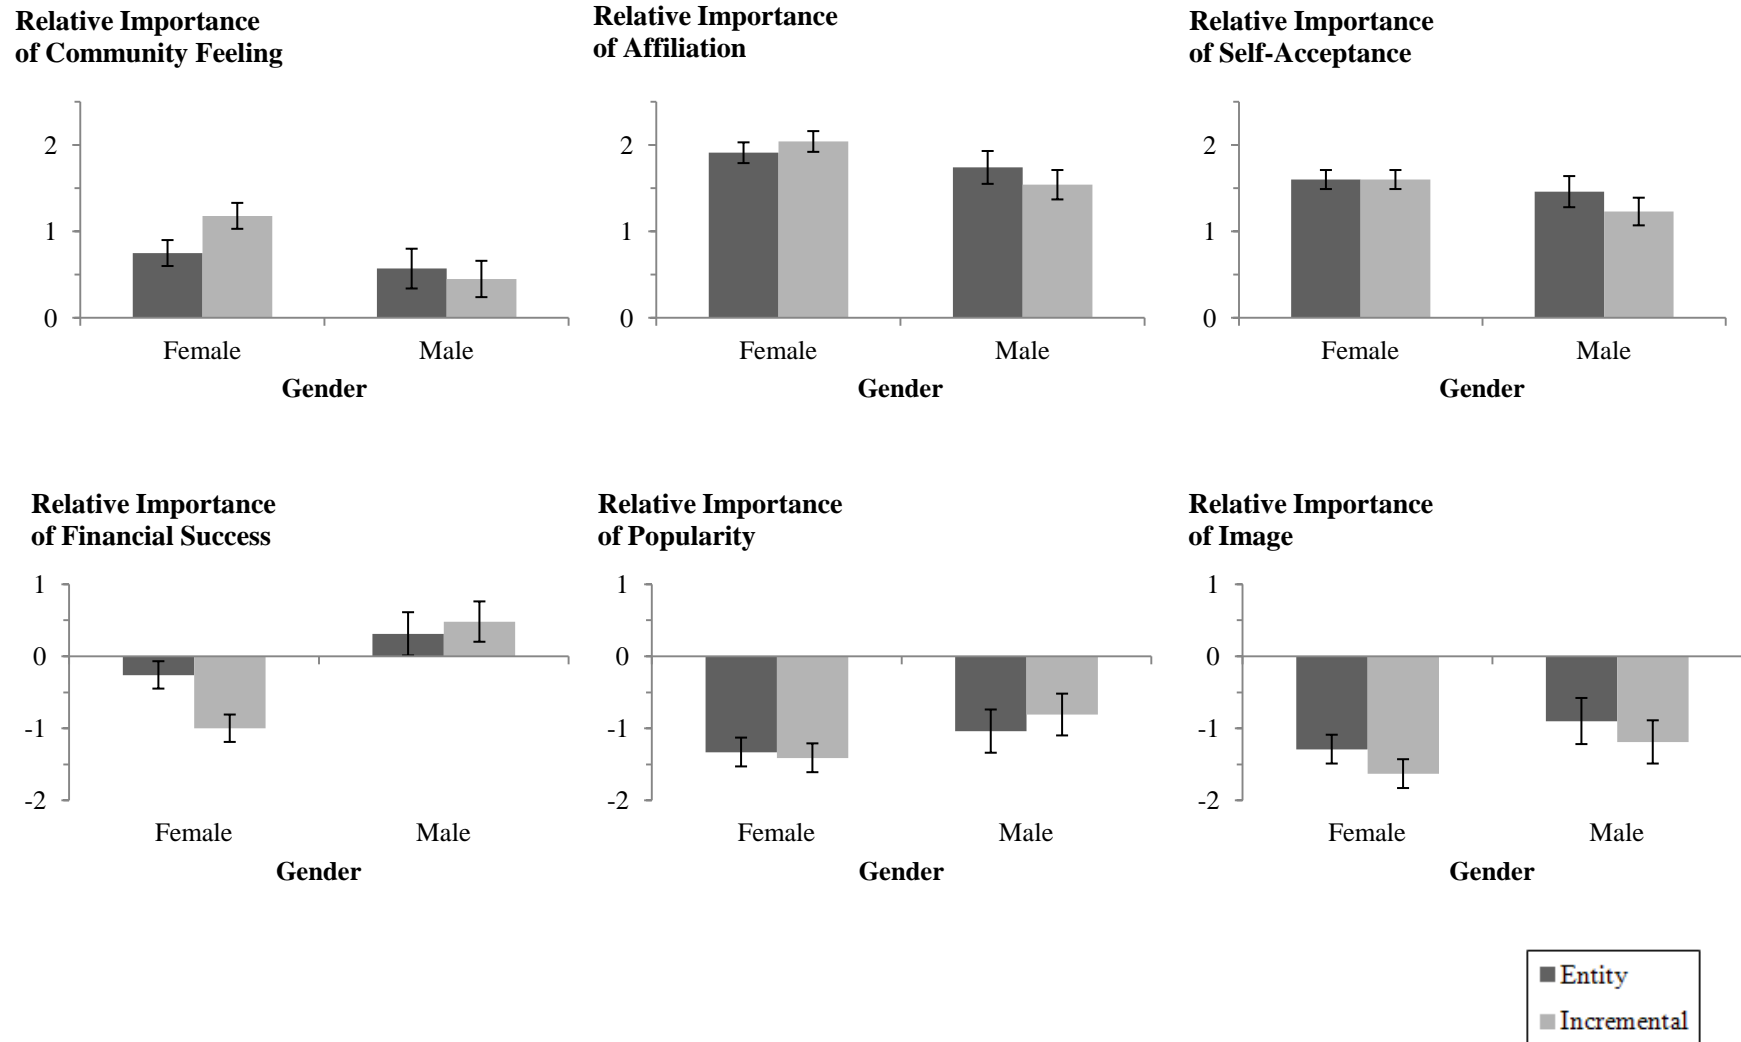 Relative Importance
of Community Feeling
2
1
0
Female Male
Gender
Relative Importance
of Affiliation
2
1
0
Female Male
Gender
Relative Importance
of Self-Acceptance
2
1
0
Female Male
Gender
Relative Importance
of Financial Success
1
0
-1
-2
Female Male
Gender
Relative Importance
of Popularity
1
0
-1
-2
Female Male
Gender
Relative Importance
of Image
1
0
-1
-2
Female Male
Gender
Entity
Incremental